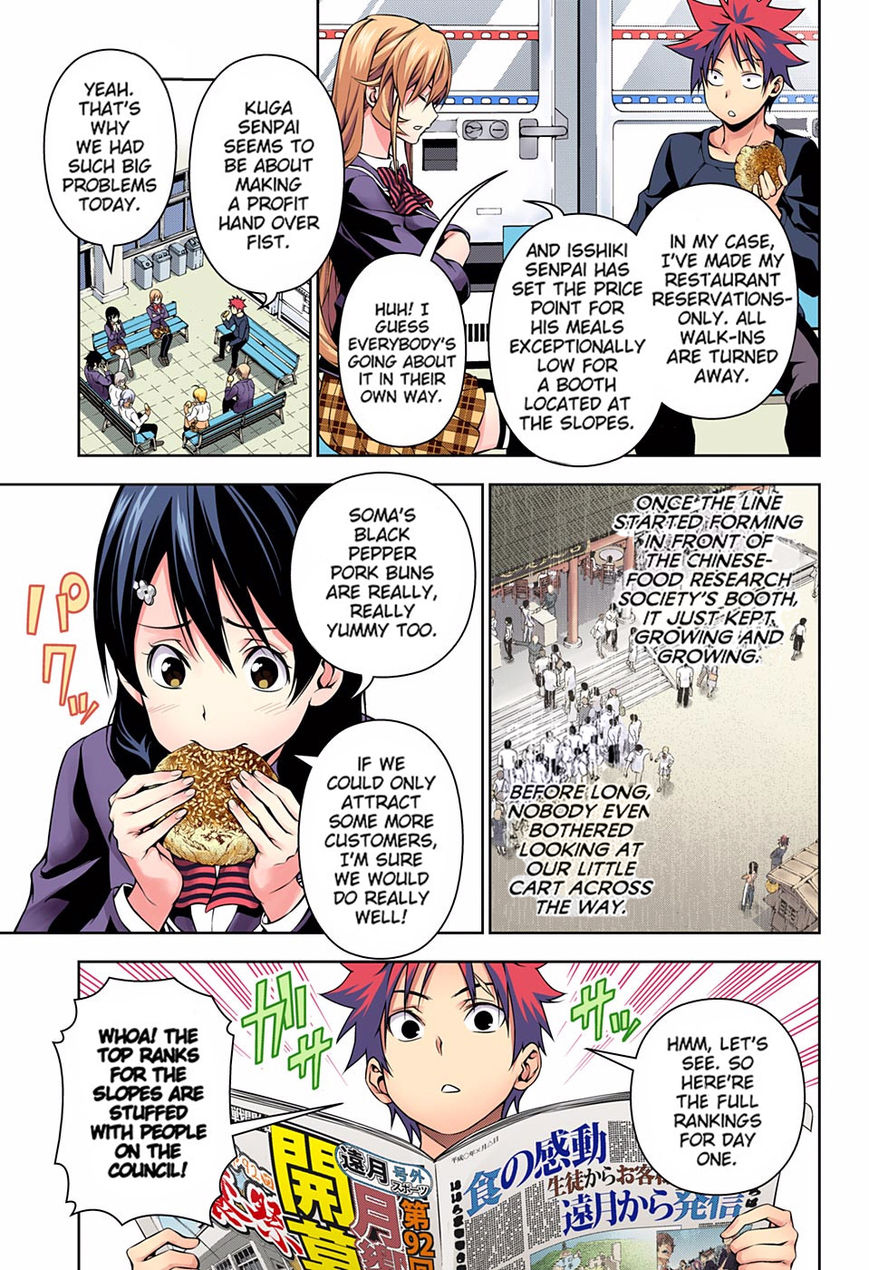 IN MY CASE,
I'VE MADE MY
RESTAURANT
RESERVATIONS-
ONLY. ALL
WALK-INS
ARE TURNED
AWAY.
AND ISSHIKI
SENPAI HAS
SET THE PRICE
POINT FOR
HIS MEALS
EXCEPTIONALLY
LOW FOR
A BOOTH
LOCATED AT
THE SLOPES.
HUH! I
GUESS
EVERYBODY'S
GOING ABOUT
IT IN THEIR
OWN WAY.
KUGA
SENPAI
SEEMS TO
BE ABOUT
MAKING
A PROFIT
HAND OVER
FIST.
YEAH.
THAT'S
WHY
WE HAD
SUCH BIG
PROBLEMS
TODAY.
ONCE THE LINE
STARTED FORMING
IN FRONT OF
THE CHINESE-
FOOD RESEARCH
SOCIETY'S BOOTH,
IT JUST KEPT
GROWING AND
GROWING.
BEFORE LONG,
NOBODY EVEN
BOTHERED
LOOKING AT
OUR LITTLE
CART ACROSS
THE WAY.
SOMA'S
BLACK
PEPPER
PORK BUNS
ARE REALLY,
REALLY
YUMMY TOO.
パクッ
IF WE
COULD ONLY
ATTRACT
SOME MORE
CUSTOMERS,
I'M SURE
WE WOULD
DO REALLY
WELL!
HMM, LET'S
SEE. SO
HERE'RE
THE FULL
RANKINGS
FOR DAY
ONE.
ガサ
サッ
WHOA! THE
TOP RANKS
FOR THE
SLOPES ARE
STUFFED
WITH PEOPLE
ON THE
COUNCIL!
食の感動
生徒からお客様
遠月から発信
遠月
スポーツ
号外
第92回
月饗
開幕